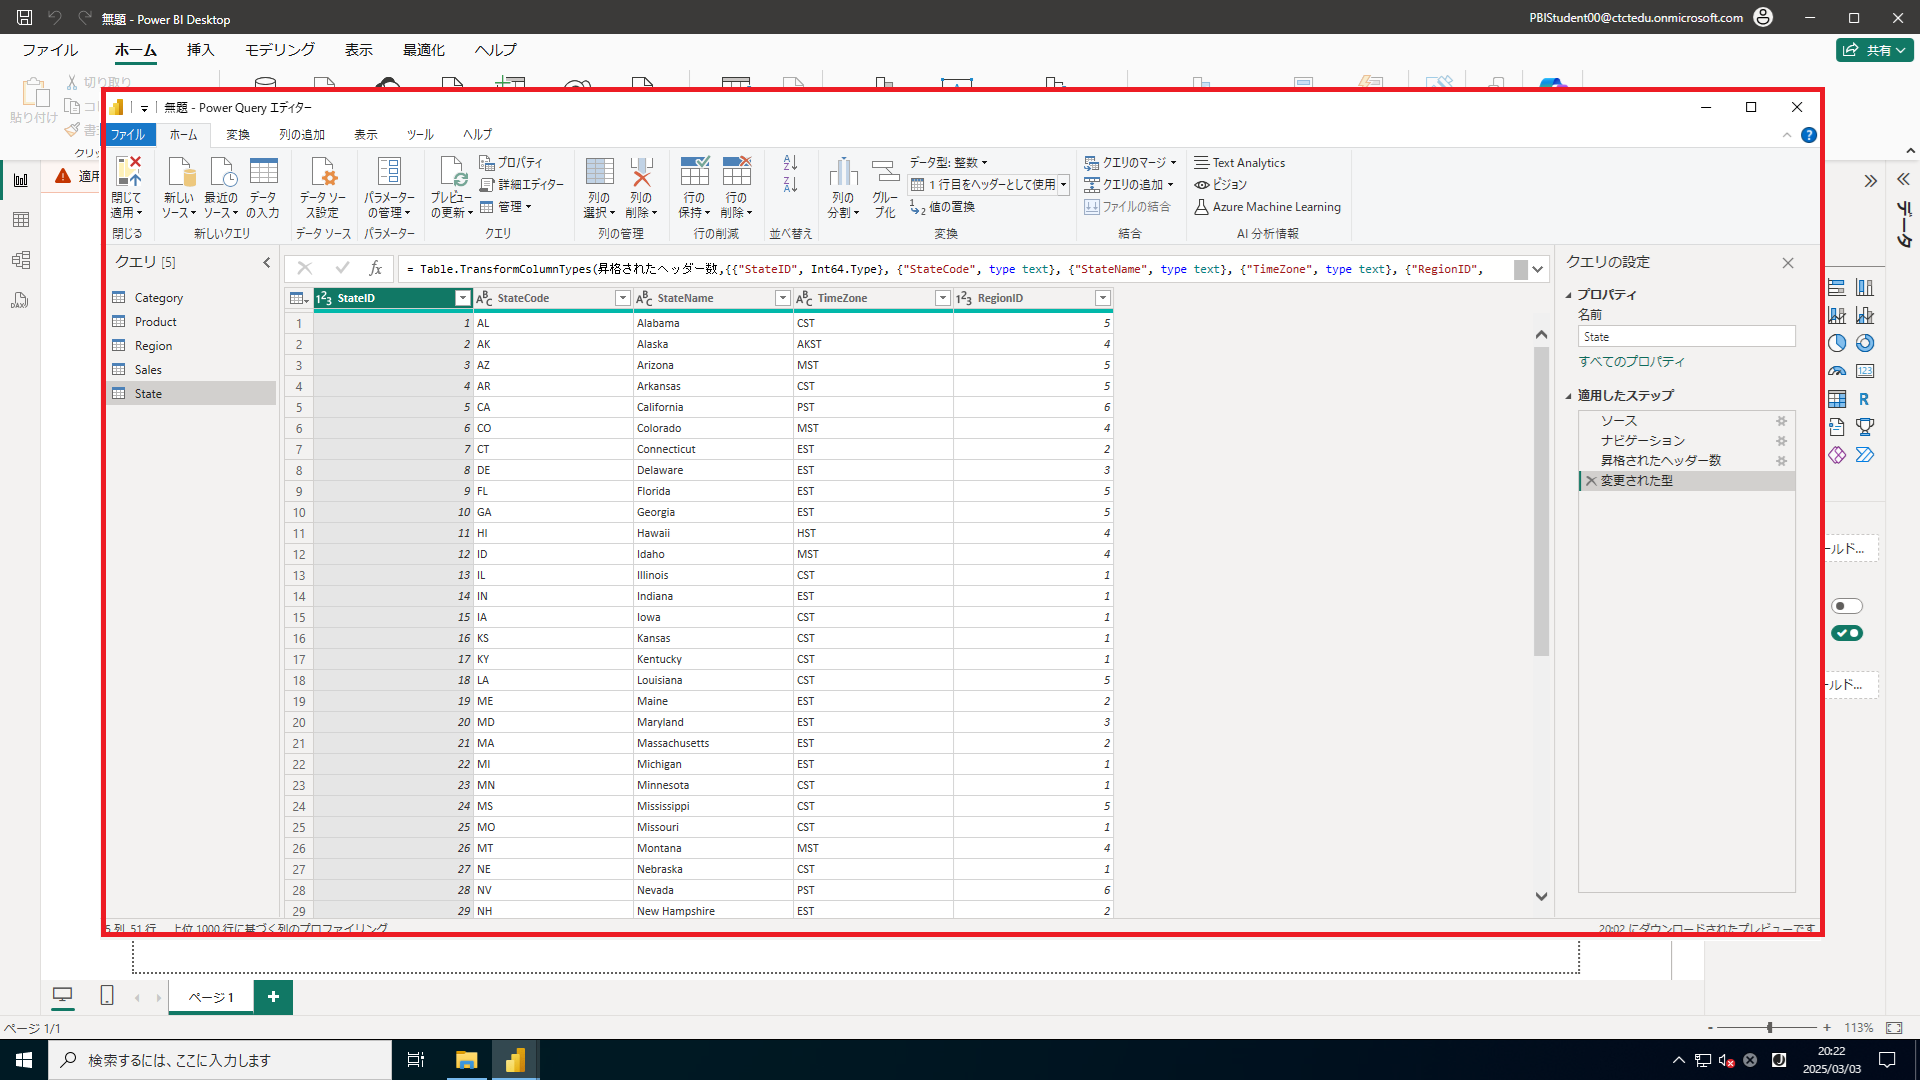 無題 - Power BI Desktop
PBIStudent00@ctctedu.onmicrosoft.com
ファイル ホーム 挿入 モデリング 表示 最適化 ヘルプ
共有
貼り付け
切り取り
無題 - Power Query エディター
ファイル ホーム 変換 列の追加 表示 ツール ヘルプ
閉じて適用
新しいソース
最近のソース
データの入力
データ ソース設定
パラメーターの管理
プレビューの更新
プロパティ
詳細エディター
管理
列の選択
列の削除
行の保持
行の削除
列の分割
グループ化
データ型: 整数
1 行目をヘッダーとして使用
値の置換
クエリのマージ
クエリの追加
ファイルの結合
Text Analytics
ビジョン
Azure Machine Learning
閉じる 新しいクエリ データ ソース パラメーター クエリ 列の管理 行の削減 並べ替え 変換 結合 AI 分析情報
クエリ [5]
Category
Product
Region
Sales
State
= Table.TransformColumnTypes(昇格されたヘッダー数,{{"StateID", Int64.Type}, {"StateCode", type text}, {"StateName", type text}, {"TimeZone", type text}, {"RegionID",
StateID StateCode StateName TimeZone RegionID
1 1 AL Alabama CST 5
2 2 AK Alaska AKST 4
3 3 AZ Arizona MST 5
4 4 AR Arkansas CST 5
5 5 CA California PST 6
6 6 CO Colorado MST 4
7 7 CT Connecticut EST 2
8 8 DE Delaware EST 3
9 9 FL Florida EST 5
10 10 GA Georgia EST 5
11 11 HI Hawaii HST 4
12 12 ID Idaho MST 4
13 13 IL Illinois CST 1
14 14 IN Indiana EST 1
15 15 IA Iowa CST 1
16 16 KS Kansas CST 1
17 17 KY Kentucky CST 1
18 18 LA Louisiana CST 5
19 19 ME Maine EST 2
20 20 MD Maryland EST 3
21 21 MA Massachusetts EST 2
22 22 MI Michigan EST 1
23 23 MN Minnesota CST 1
24 24 MS Mississippi CST 5
25 25 MO Missouri CST 1
26 26 MT Montana MST 4
27 27 NE Nebraska CST 1
28 28 NV Nevada PST 6
29 29 NH New Hampshire EST 2
クエリの設定
プロパティ
名前
State
すべてのプロパティ
適用したステップ
ソース
ナビゲーション
昇格されたヘッダー数
変更された型
データ
5 列、51 行 上位 1000 行に基づく列のプロファイリング
20:02 にダウンロードされたプレビューです
ページ 1
ページ 1/1
113%
検索するには、ここに入力します
20:22
2025/03/03